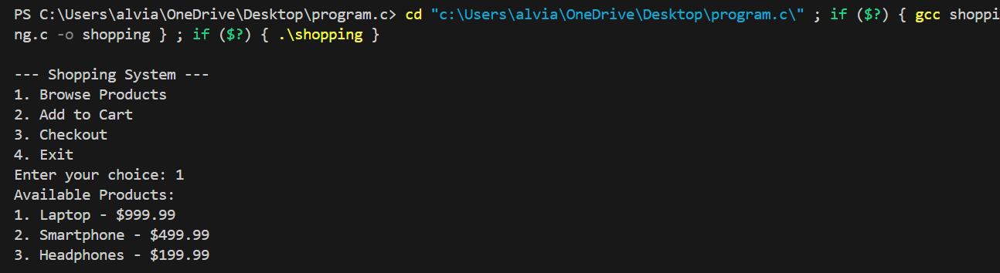 PS C:\Users\alvia\OneDrive\Desktop\program.c> cd "c:\Users\alvia\OneDrive\Desktop\program.c\" ; if ($?) { gcc shoppi
ng.c -o shopping } ; if ($?) { .\shopping }
--- Shopping System ---
1. Browse Products
2. Add to Cart
3. Checkout
4. Exit
Enter your choice: 1
Available Products:
1. Laptop - $999.99
2. Smartphone - $499.99
3. Headphones - $199.99